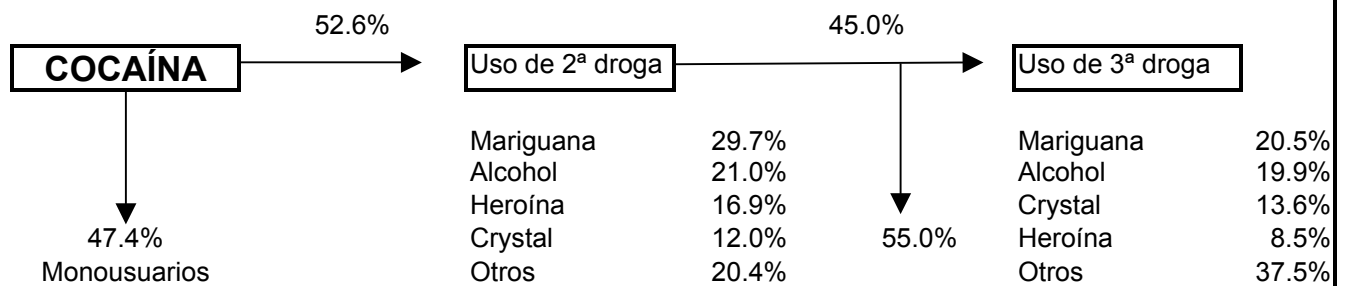 52.6% 45.0%
COCAÍNA Uso de 2ª droga Uso de 3ª droga
Mariguana 29.7% Mariguana 20.5%
Alcohol 21.0% Alcohol 19.9%
Heroína 16.9% Crystal 13.6%
47.4% Crystal 12.0% 55.0% Heroína 8.5%
Monousuarios Otros 20.4% Otros 37.5%